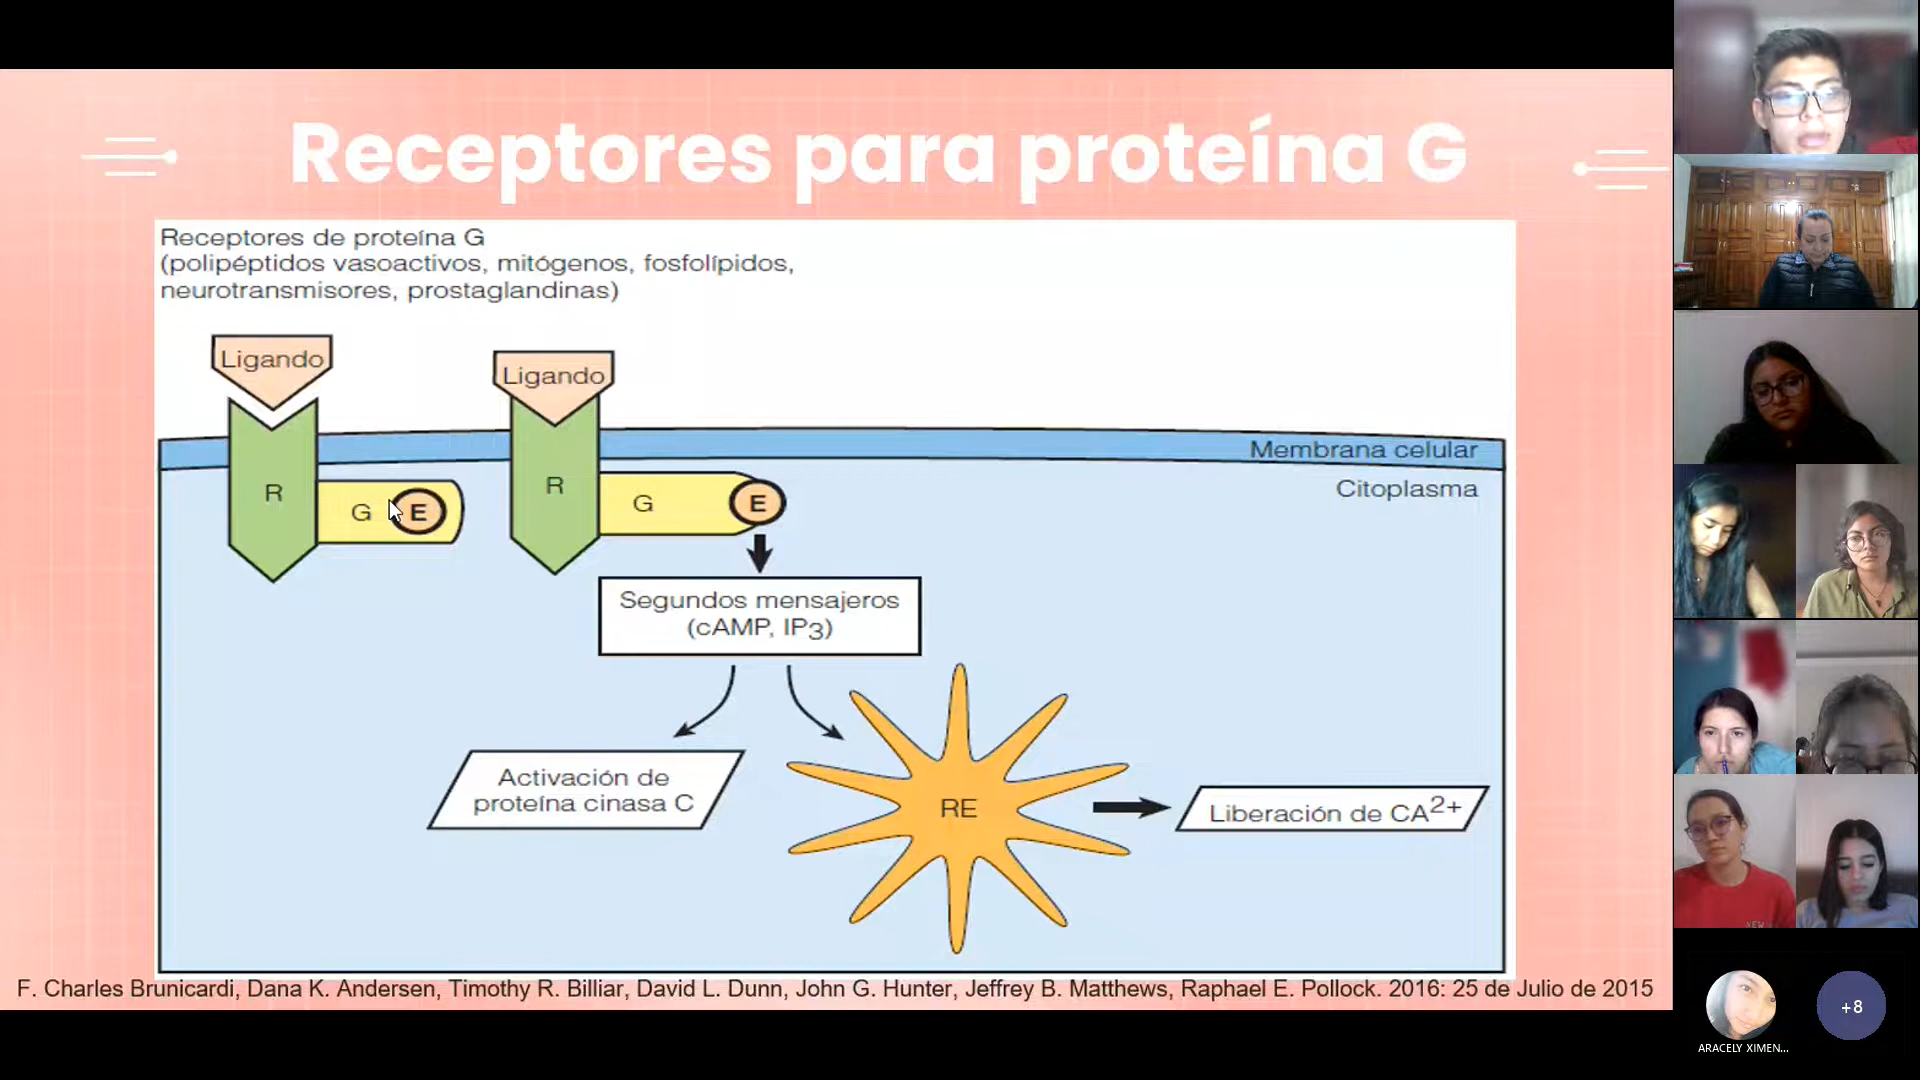 Receptores para proteína G
Receptores de proteína G
(polipéptidos vasoactivos, mitógenos, fosfolípidos,
neurotransmisores, prostaglandinas)
Ligando
Ligando
Membrana celular
Citoplasma
R
G
E
R
G
E
Segundos mensajeros
(cAMP, IP3)
Activación de
proteína cinasa C
RE
Liberación de CA2+
F. Charles Brunicardi, Dana K. Andersen, Timothy R. Billiar, David L. Dunn, John G. Hunter, Jeffrey B. Matthews, Raphael E. Pollock. 2016: 25 de Julio de 2015
NEW
ARACELY XIMEN...
+8